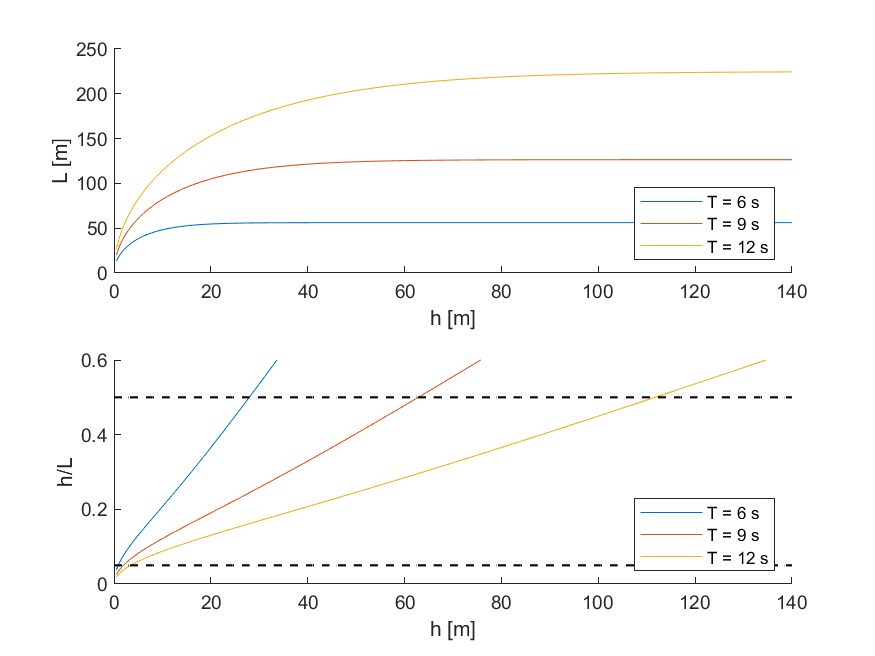 250
200
150
100
50
0
L [m]
0 20 40 60 80 100 120 140
h [m]
T = 6 s
T = 9 s
T = 12 s
0.6
0.4
0.2
0
h/L
0 20 40 60 80 100 120 140
h [m]
T = 6 s
T = 9 s
T = 12 s